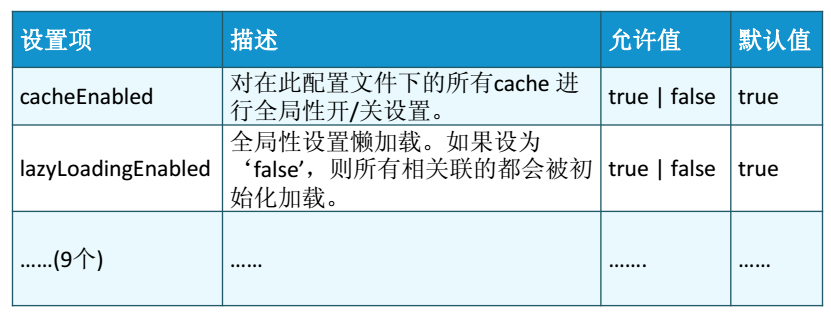 设置项 描述 允许值 默认值
cacheEnabled 对在此配置文件下的所有cache 进 true | false true
行全局性开/关设置。
全局性设置懒加载。如果设为
lazyLoadingEnabled ‘false’，则所有相关联的都会被初 true | false true
始化加载。
……(9个) …… ……. ……